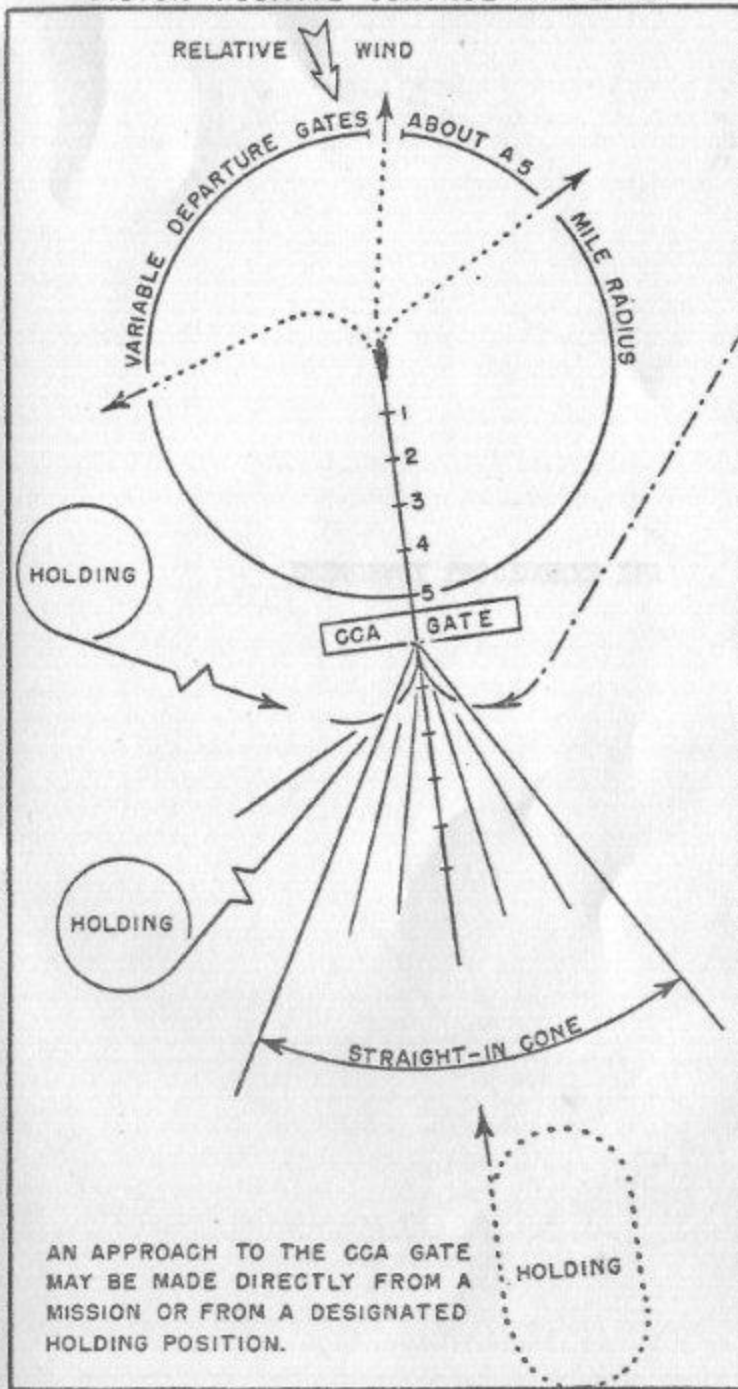 RELATIVE WIND
VARIABLE DEPARTURE GATES ABOUT A 5 MILE RADIUS
1
2
3
4
5
CCA GATE
HOLDING
HOLDING
STRAIGHT-IN CONE
HOLDING
AN APPROACH TO THE CCA GATE
MAY BE MADE DIRECTLY FROM A
MISSION OR FROM A DESIGNATED
HOLDING POSITION.